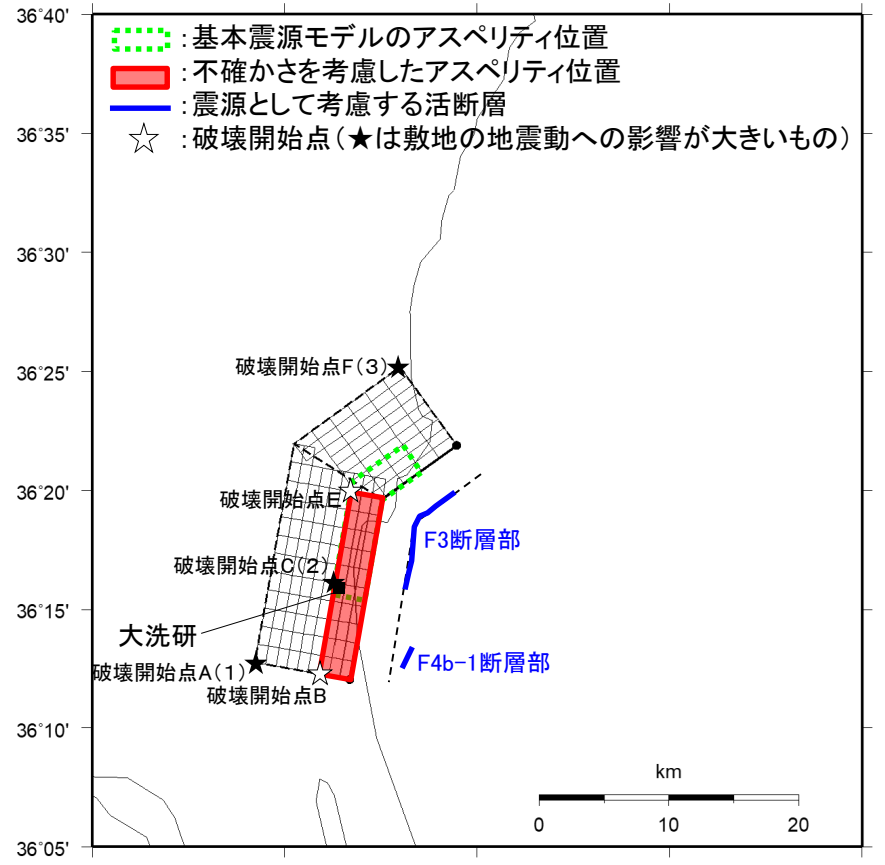 36°40'
:基本震源モデルのアスペリティ位置
:不確かさを考慮したアスペリティ位置
:震源として考慮する活断層
:破壊開始点(★は敷地の地震動への影響が大きいもの)
36°35'
36°30'
36°25'
破壊開始点F(3)
36°20'
破壊開始点E
F3断層部
破壊開始点C(2)
36°15'
大洗研
破壊開始点A(1)
F4b-1断層部
破壊開始点B
36°10'
km
0 10 20
36°05'